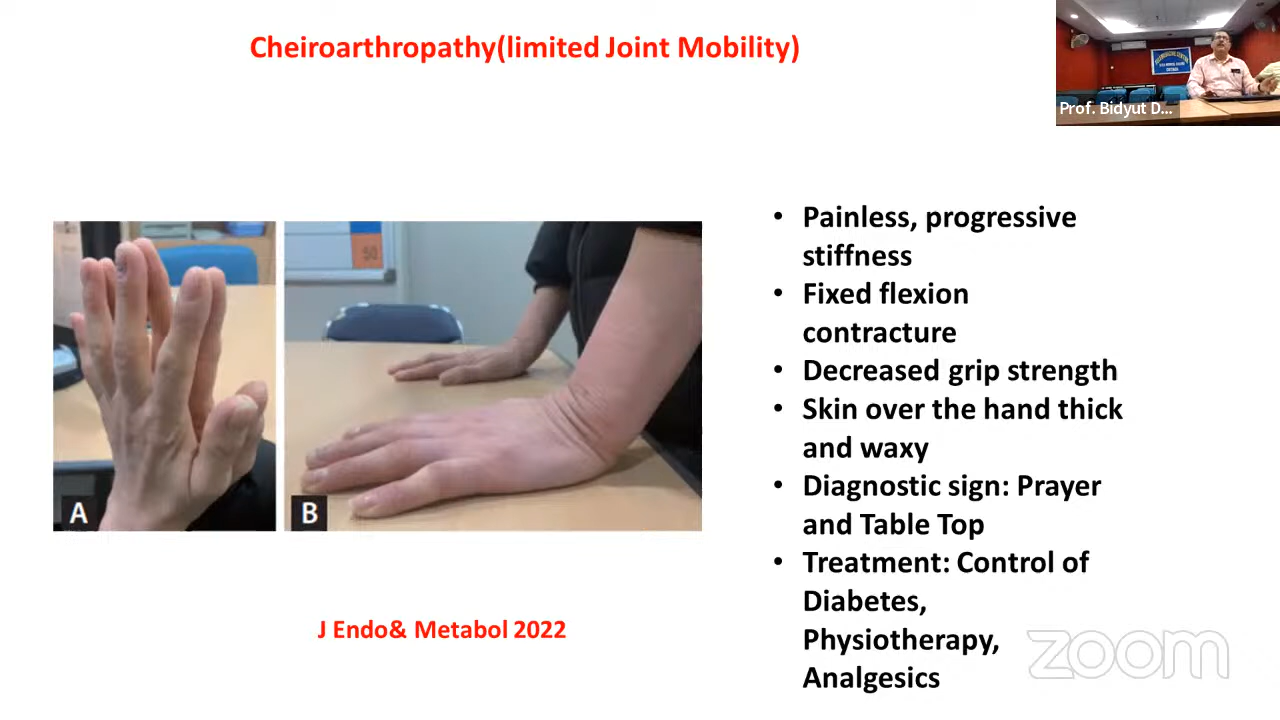 Cheiroarthropathy(limited Joint Mobility)
Prof. Bidyut D...
50
A
B
• Painless, progressive
stiffness
• Fixed flexion
contracture
• Decreased grip strength
• Skin over the hand thick
and waxy
• Diagnostic sign: Prayer
and Table Top
• Treatment: Control of
Diabetes,
Physiotherapy,
Analgesics
J Endo& Metabol 2022
zoom